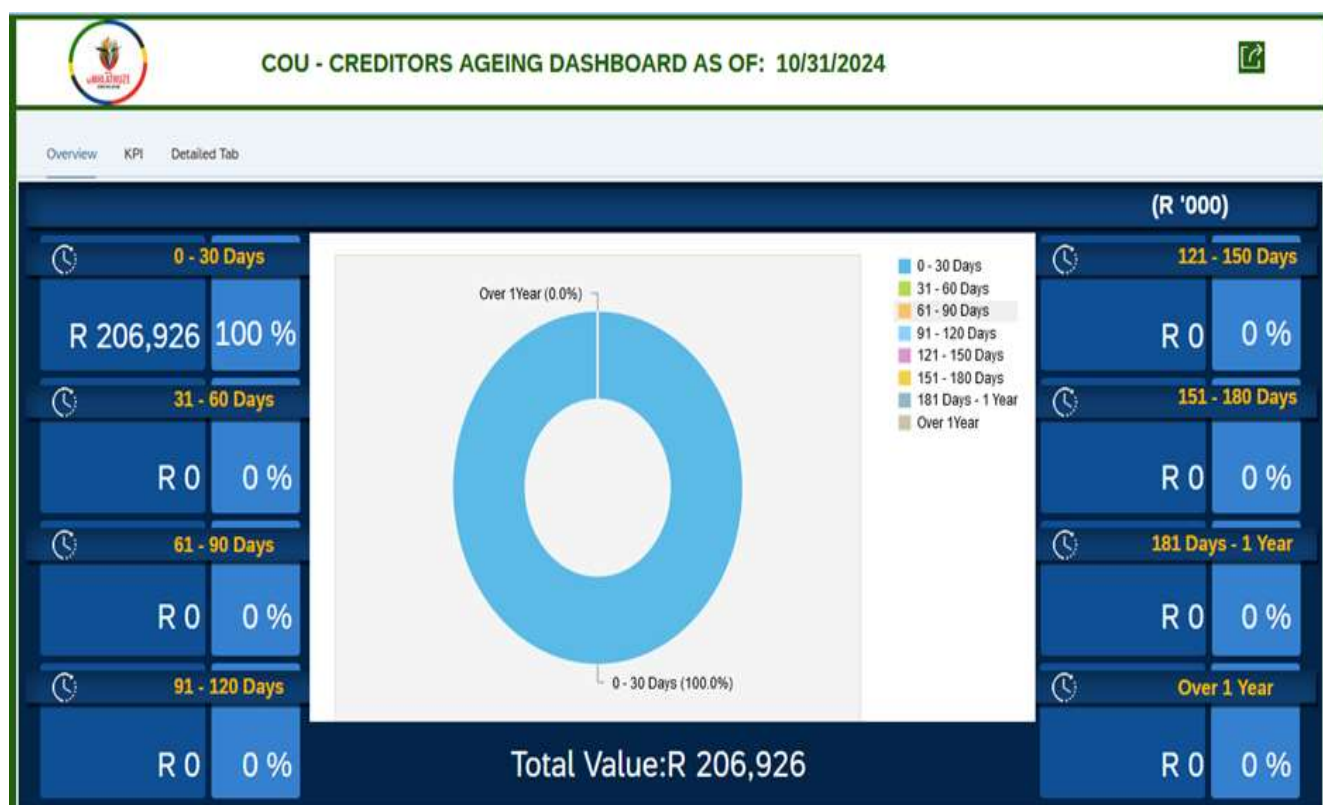 uMHLATHUZE
COU - CREDITORS AGEING DASHBOARD AS OF: 10/31/2024
Overview KPI Detailed Tab
(R '000)
0 - 30 Days
R 206,926 100 %
31 - 60 Days
R 0 0 %
61 - 90 Days
R 0 0 %
91 - 120 Days
R 0 0 %
Over 1Year (0.0%)
0 - 30 Days (100.0%)
0 - 30 Days
31 - 60 Days
61 - 90 Days
91 - 120 Days
121 - 150 Days
151 - 180 Days
181 Days - 1 Year
Over 1Year
Total Value:R 206,926
121 - 150 Days
R 0 0 %
151 - 180 Days
R 0 0 %
181 Days - 1 Year
R 0 0 %
Over 1 Year
R 0 0 %